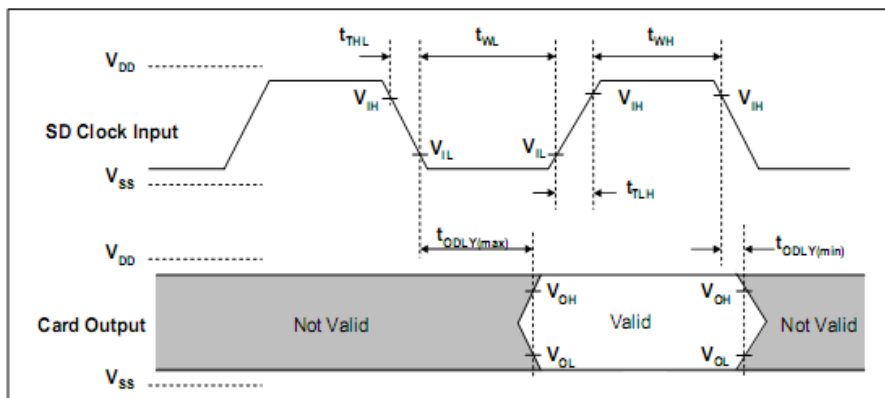 tTHL tWL tWH
VDD
VIH VIH VIH
SD Clock Input
VIL VIL
VSS
tTLH
tODLY(max) tODLY(min)
VDD
VOH VOH
Card Output Not Valid Valid Not Valid
VOL VOL
VSS